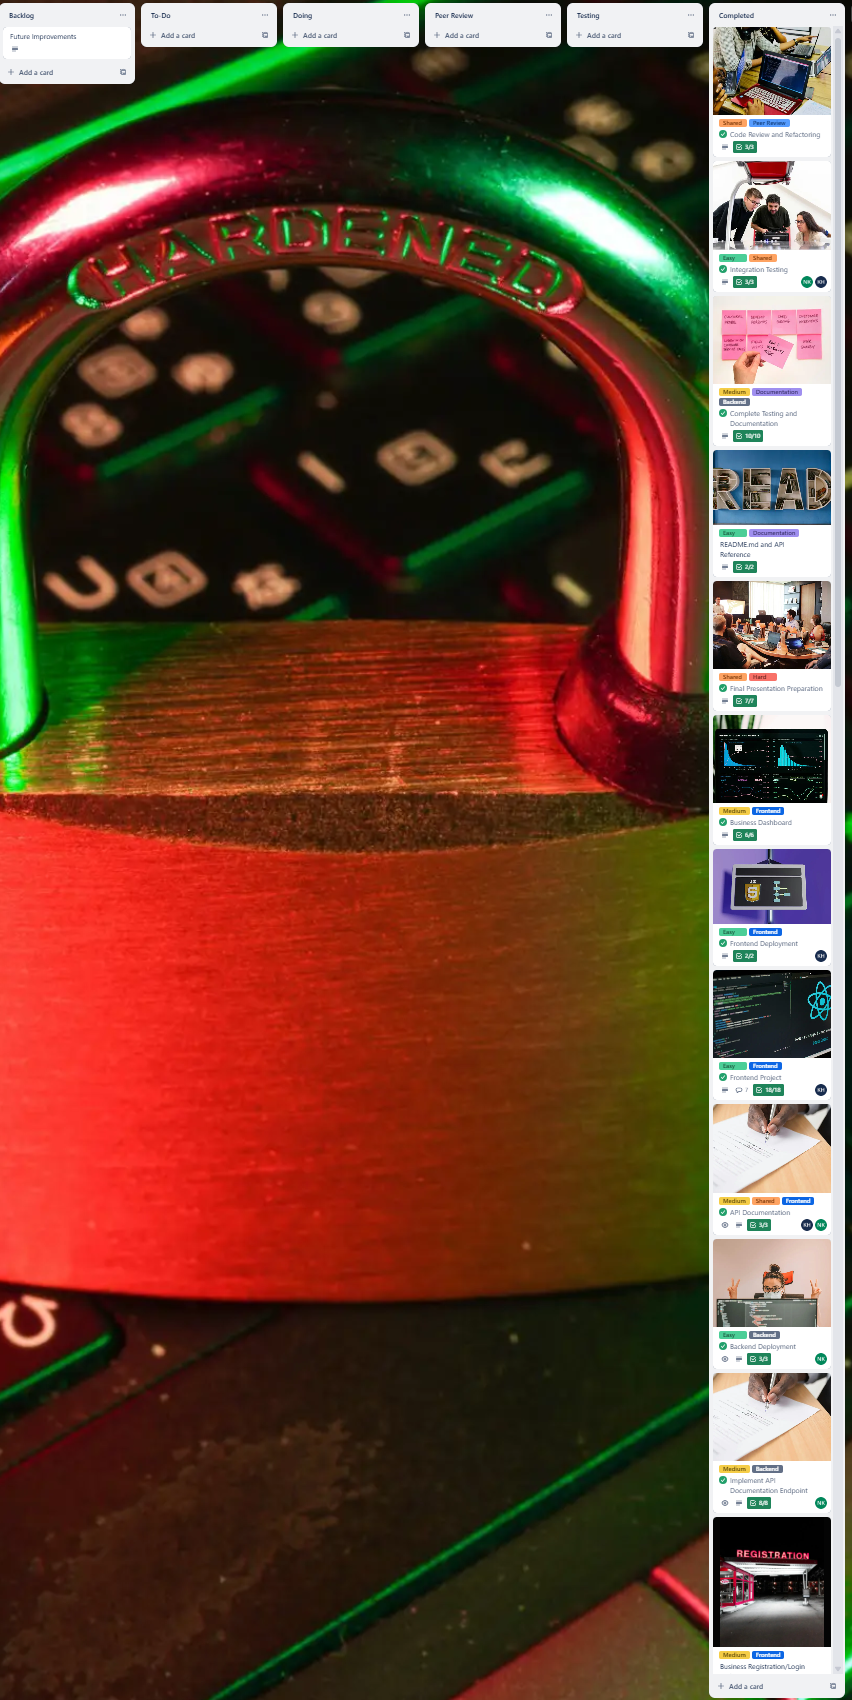 Backlog
Future Improvements
Add a card
To-Do
Add a card
Doing
Add a card
Peer Review
Add a card
Testing
Add a card
HARDENED
Completed
Shared Peer Review
Code Review and Refactoring
3/3
Easy Shared
Integration Testing
3/3
NK KH
Medium Documentation
Backend
Complete Testing and
Documentation
10/10
READ
Easy Documentation
README.md and API
Reference
2/2
Shared Hard
Final Presentation Preparation
7/7
Medium Frontend
Business Dashboard
6/6
Easy Frontend
Frontend Deployment
2/2
KH
Easy Frontend
Frontend Project
7
18/18
KH
Medium Shared Frontend
API Documentation
3/3
KH NK
Easy Backend
Backend Deployment
3/3
NK
Medium Backend
Implement API
Documentation Endpoint
8/8
NK
REGISTRATION
Medium Frontend
Business Registration/Login
Add a card